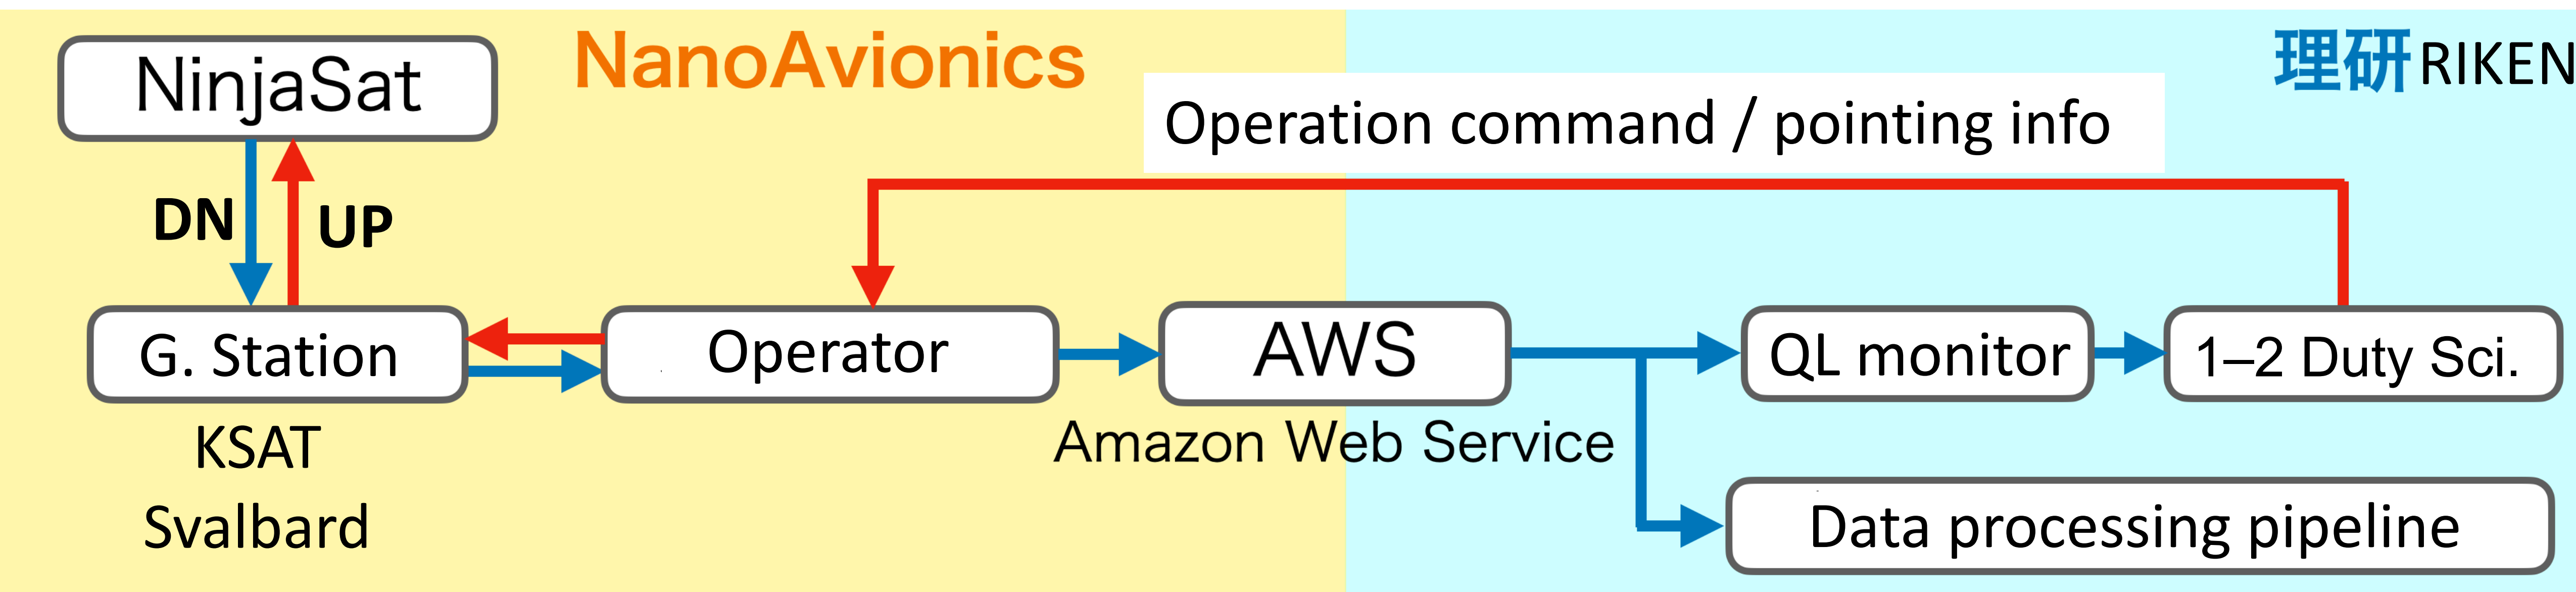 NinjaSat
NanoAvionics
理研 RIKEN
Operation command / pointing info
DN
UP
G. Station
Operator
AWS
QL monitor
1–2 Duty Sci.
KSAT
Svalbard
Amazon Web Service
Data processing pipeline